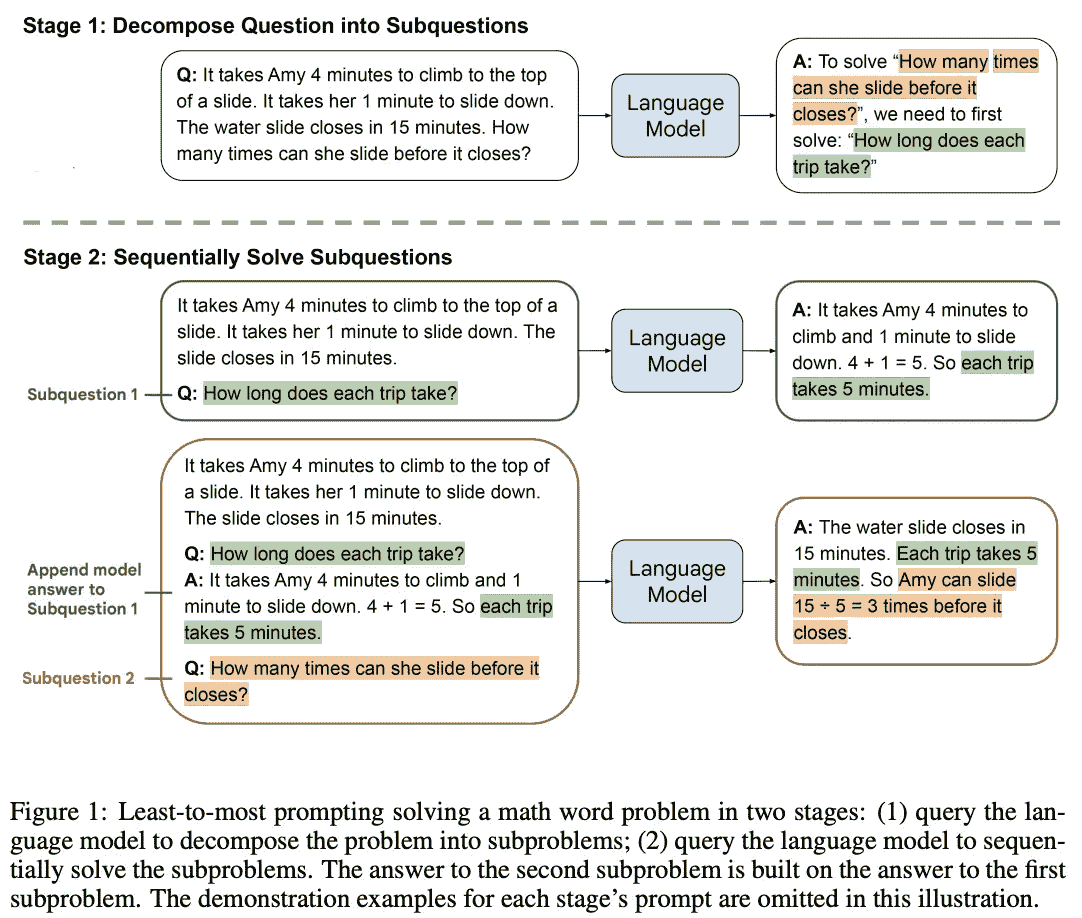 Stage 1: Decompose Question into Subquestions
Q: It takes Amy 4 minutes to climb to the top
of a slide. It takes her 1 minute to slide down.
The water slide closes in 15 minutes. How
many times can she slide before it closes?
Language
Model
A: To solve “How many times
can she slide before it
closes?”, we need to first
solve: “How long does each
trip take?”
Stage 2: Sequentially Solve Subquestions
It takes Amy 4 minutes to climb to the top of a
slide. It takes her 1 minute to slide down. The
slide closes in 15 minutes.
Subquestion 1
Q: How long does each trip take?
Language
Model
A: It takes Amy 4 minutes to
climb and 1 minute to slide
down. 4 + 1 = 5. So each trip
takes 5 minutes.
It takes Amy 4 minutes to climb to the top of
a slide. It takes her 1 minute to slide down.
The slide closes in 15 minutes.
Append model
answer to
Subquestion 1
Q: How long does each trip take?
A: It takes Amy 4 minutes to climb and 1
minute to slide down. 4 + 1 = 5. So each trip
takes 5 minutes.
Subquestion 2
Q: How many times can she slide before it
closes?
Language
Model
A: The water slide closes in
15 minutes. Each trip takes 5
minutes. So Amy can slide
15 ÷ 5 = 3 times before it
closes.
Figure 1: Least-to-most prompting solving a math word problem in two stages: (1) query the lan-
guage model to decompose the problem into subproblems; (2) query the language model to sequen-
tially solve the subproblems. The answer to the second subproblem is built on the answer to the first
subproblem. The demonstration examples for each stage’s prompt are omitted in this illustration.